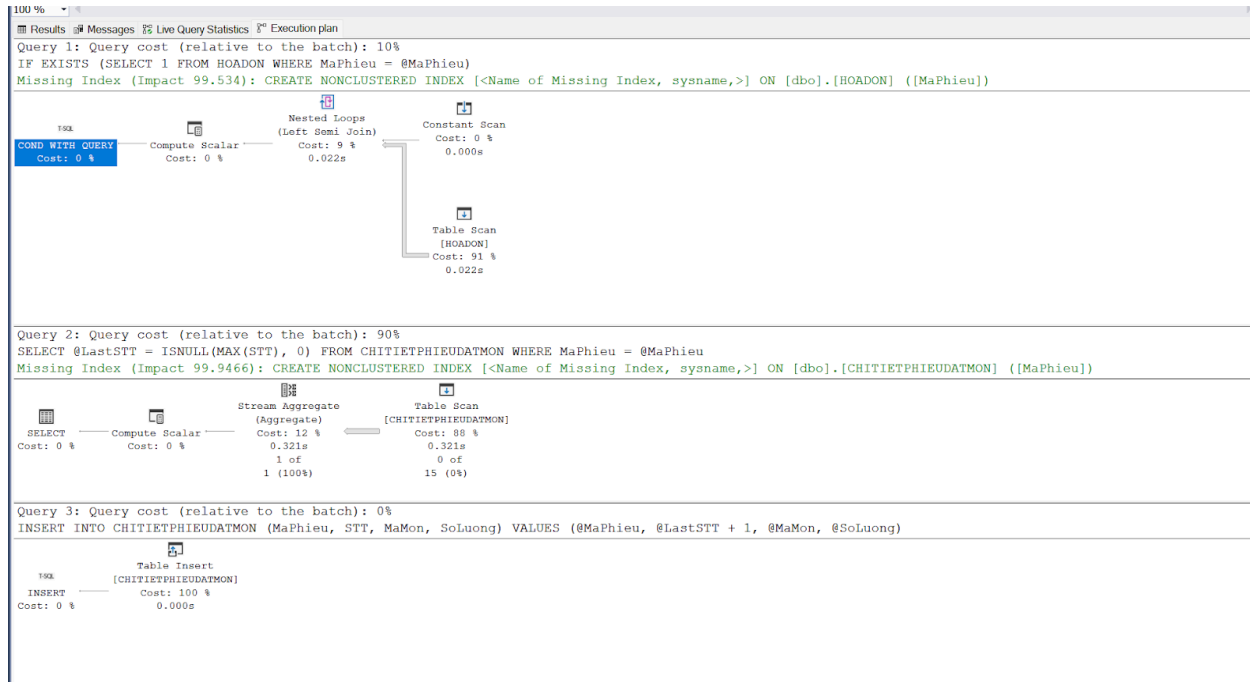 100 %
Results Messages Live Query Statistics Execution plan
Query 1: Query cost (relative to the batch): 10%
IF EXISTS (SELECT 1 FROM HOADON WHERE MaPhieu = @MaPhieu)
Missing Index (Impact 99.534): CREATE NONCLUSTERED INDEX [<Name of Missing Index, sysname,>] ON [dbo].[HOADON] ([MaPhieu])
T-SQL
COND WITH QUERY
Cost: 0 %
Compute Scalar
Cost: 0 %
Nested Loops
(Left Semi Join)
Cost: 9 %
0.022s
Constant Scan
Cost: 0 %
0.000s
Table Scan
[HOADON]
Cost: 91 %
0.022s
Query 2: Query cost (relative to the batch): 90%
SELECT @LastSTT = ISNULL(MAX(STT), 0) FROM CHITIETPHIEUDATMON WHERE MaPhieu = @MaPhieu
Missing Index (Impact 99.9466): CREATE NONCLUSTERED INDEX [<Name of Missing Index, sysname,>] ON [dbo].[CHITIETPHIEUDATMON] ([MaPhieu])
SELECT
Cost: 0 %
Compute Scalar
Cost: 0 %
Stream Aggregate
(Aggregate)
Cost: 12 %
0.321s
1 of
1 (100%)
Table Scan
[CHITIETPHIEUDATMON]
Cost: 88 %
0.321s
0 of
15 (0%)
Query 3: Query cost (relative to the batch): 0%
INSERT INTO CHITIETPHIEUDATMON (MaPhieu, STT, MaMon, SoLuong) VALUES (@MaPhieu, @LastSTT + 1, @MaMon, @SoLuong)
T-SQL
INSERT
Cost: 0 %
Table Insert
[CHITIETPHIEUDATMON]
Cost: 100 %
0.000s